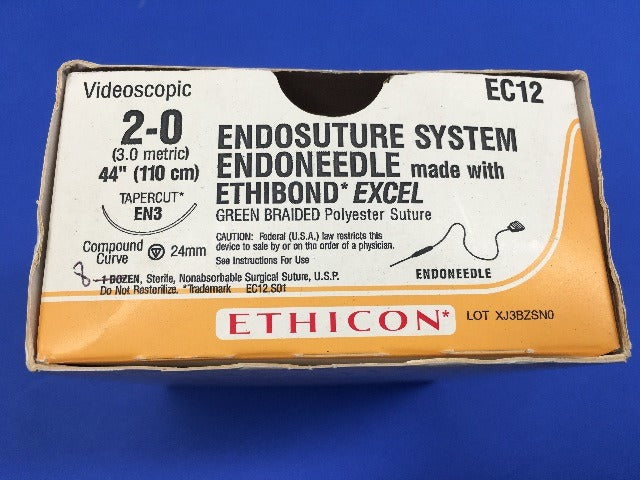 Videoscopic
EC12
2-0
(3.0 metric)
44" (110 cm)
TAPERCUT*
EN3
Compound
Curve
24mm
ENDOSUTURE SYSTEM
ENDONEEDLE made with
ETHIBOND* EXCEL
GREEN BRAIDED Polyester Suture
CAUTION: Federal (U.S.A.) law restricts this
device to sale by or on the order of a physician.
See Instructions For Use
ENDONEEDLE
8 1 DOZEN, Sterile, Nonabsorbable Surgical Suture, U.S.P.
Do Not Resterilize. *Trademark EC12.S01
ETHICON*
LOT XJ3BZSN0